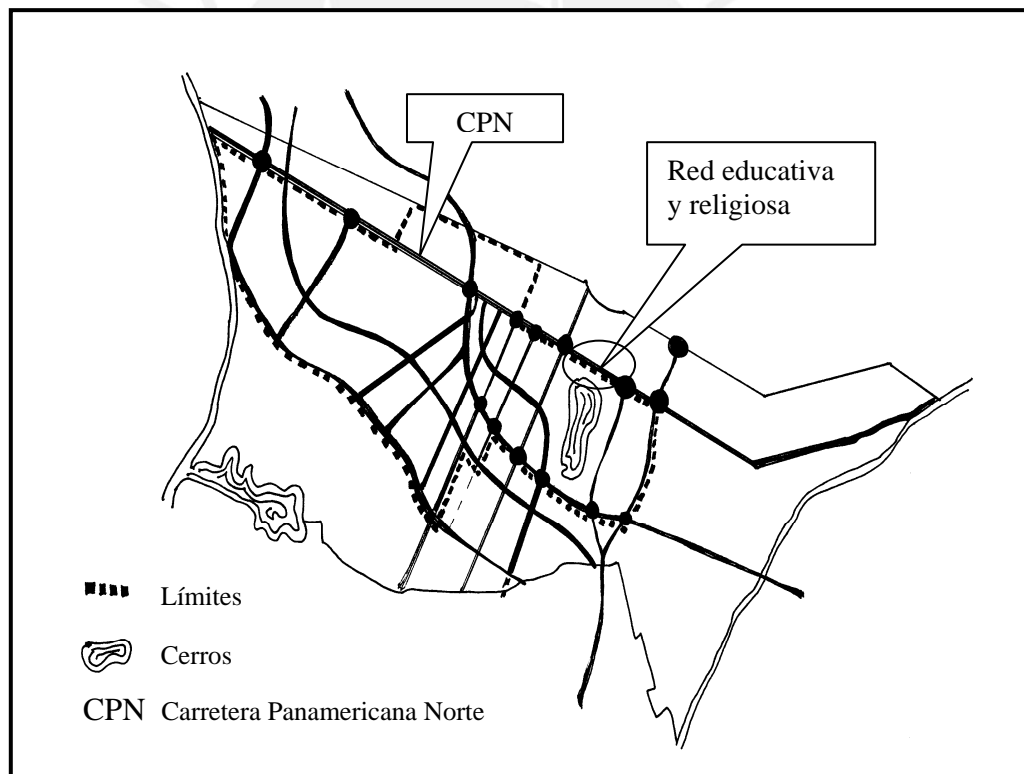 CPN
Red educativa
y religiosa
Límites
Cerros
CPN Carretera Panamericana Norte